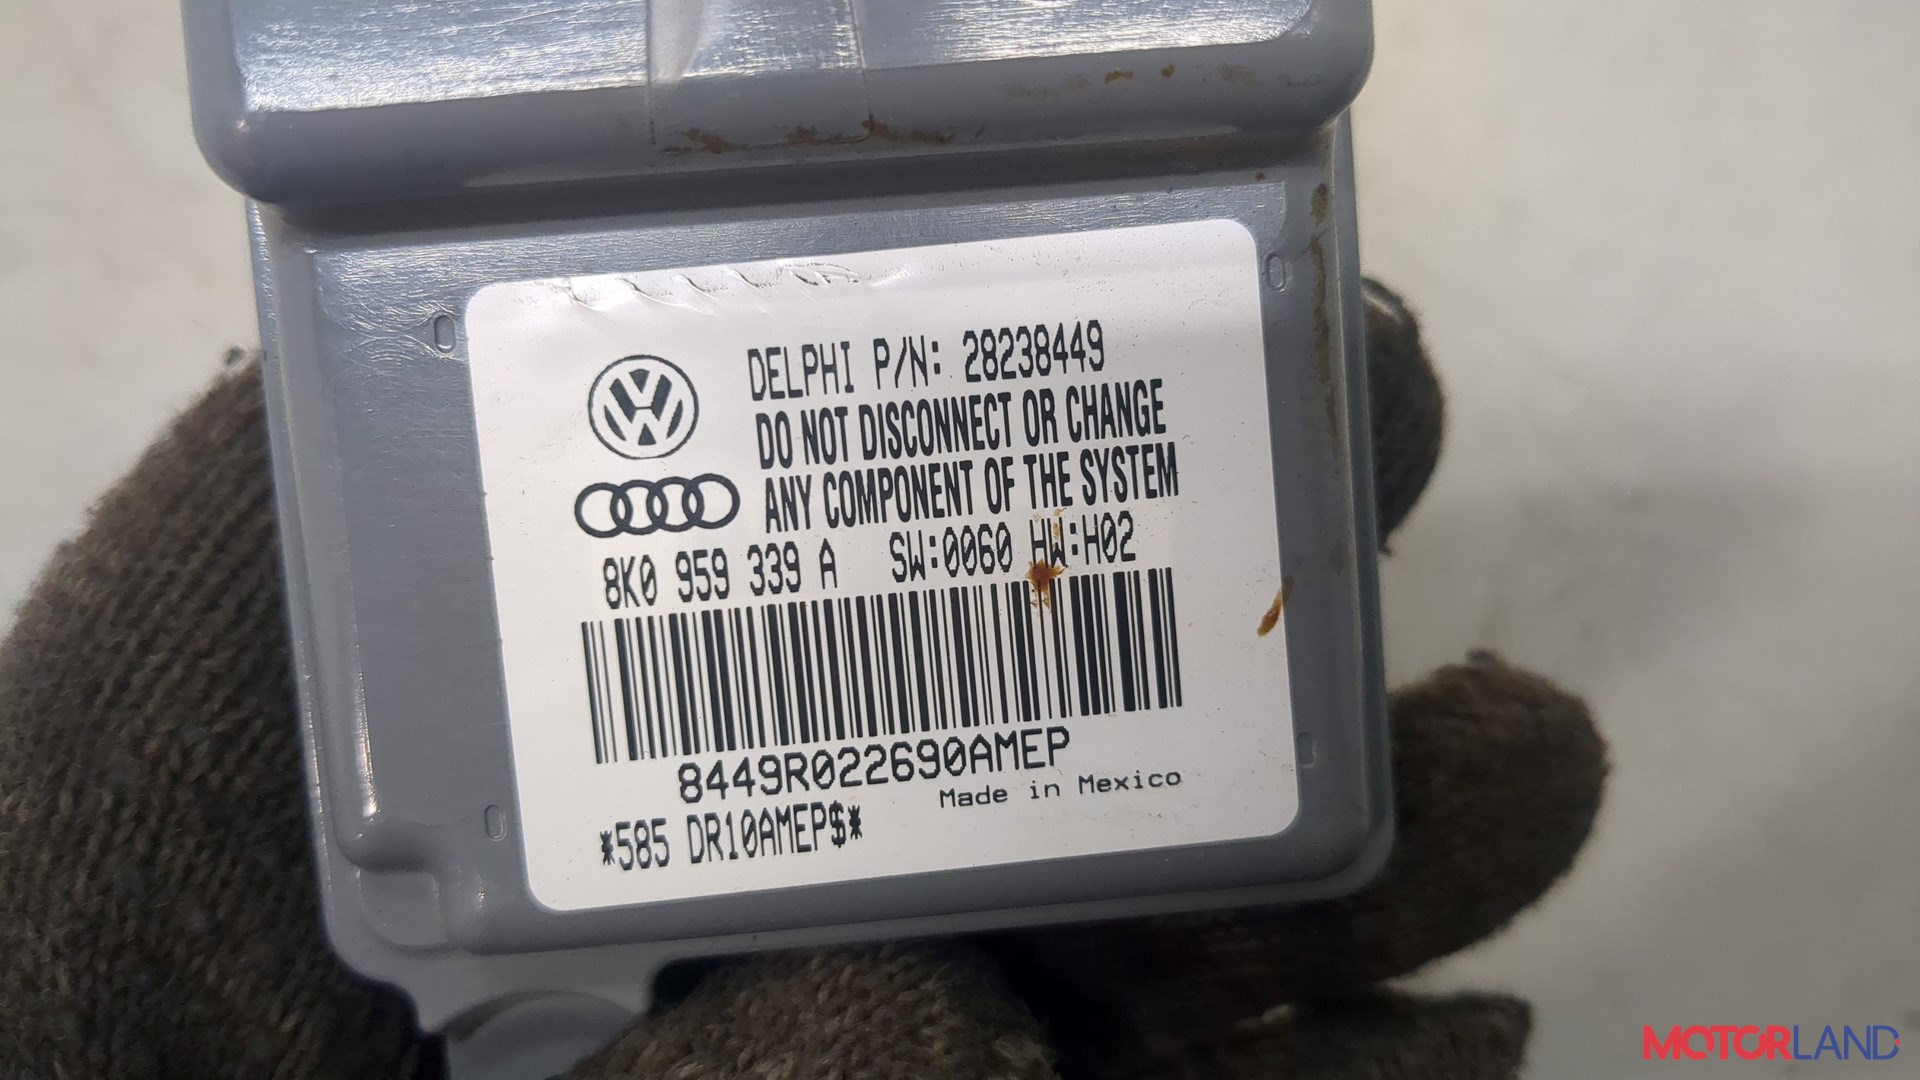 DELPHI P/N: 28238449
DO NOT DISCONNECT OR CHANGE
ANY COMPONENT OF THE SYSTEM
8K0 959 339 A SW:0060 HW:H02
8449R022690AMEP
Made in Mexico
*585 DR10AMEP$*
MOTORLAND